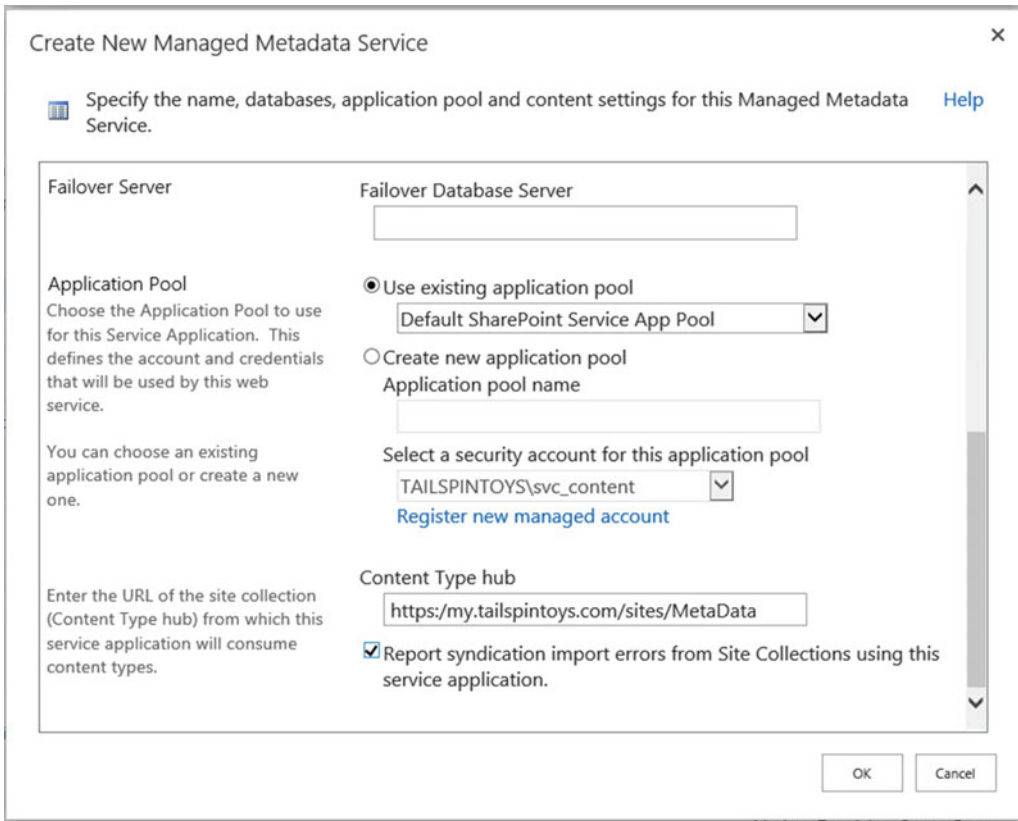 Create New Managed Metadata Service
Specify the name, databases, application pool and content settings for this Managed Metadata
Service.
Help
Failover Server
Failover Database Server
Application Pool
Choose the Application Pool to use
for this Service Application. This
defines the account and credentials
that will be used by this web
service.
You can choose an existing
application pool or create a new
one.
Use existing application pool
Default SharePoint Service App Pool
Create new application pool
Application pool name
Select a security account for this application pool
TAILSPINTOYS\svc_content
Register new managed account
Enter the URL of the site collection
(Content Type hub) from which this
service application will consume
content types.
Content Type hub
https:/my.tailspintoys.com/sites/MetaData
Report syndication import errors from Site Collections using this
service application.
OK
Cancel